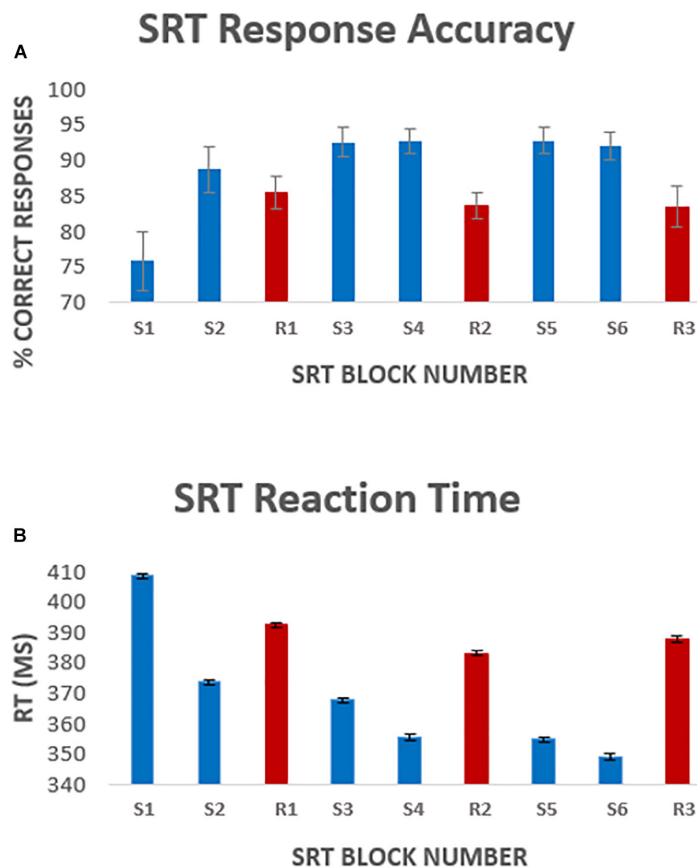 SRT Response Accuracy
A
% CORRECT RESPONSES
100
95
90
85
80
75
70
S1 S2 R1 S3 S4 R2 S5 S6 R3
SRT BLOCK NUMBER
SRT Reaction Time
B
RT (MS)
410
400
390
380
370
360
350
340
S1 S2 R1 S3 S4 R2 S5 S6 R3
SRT BLOCK NUMBER